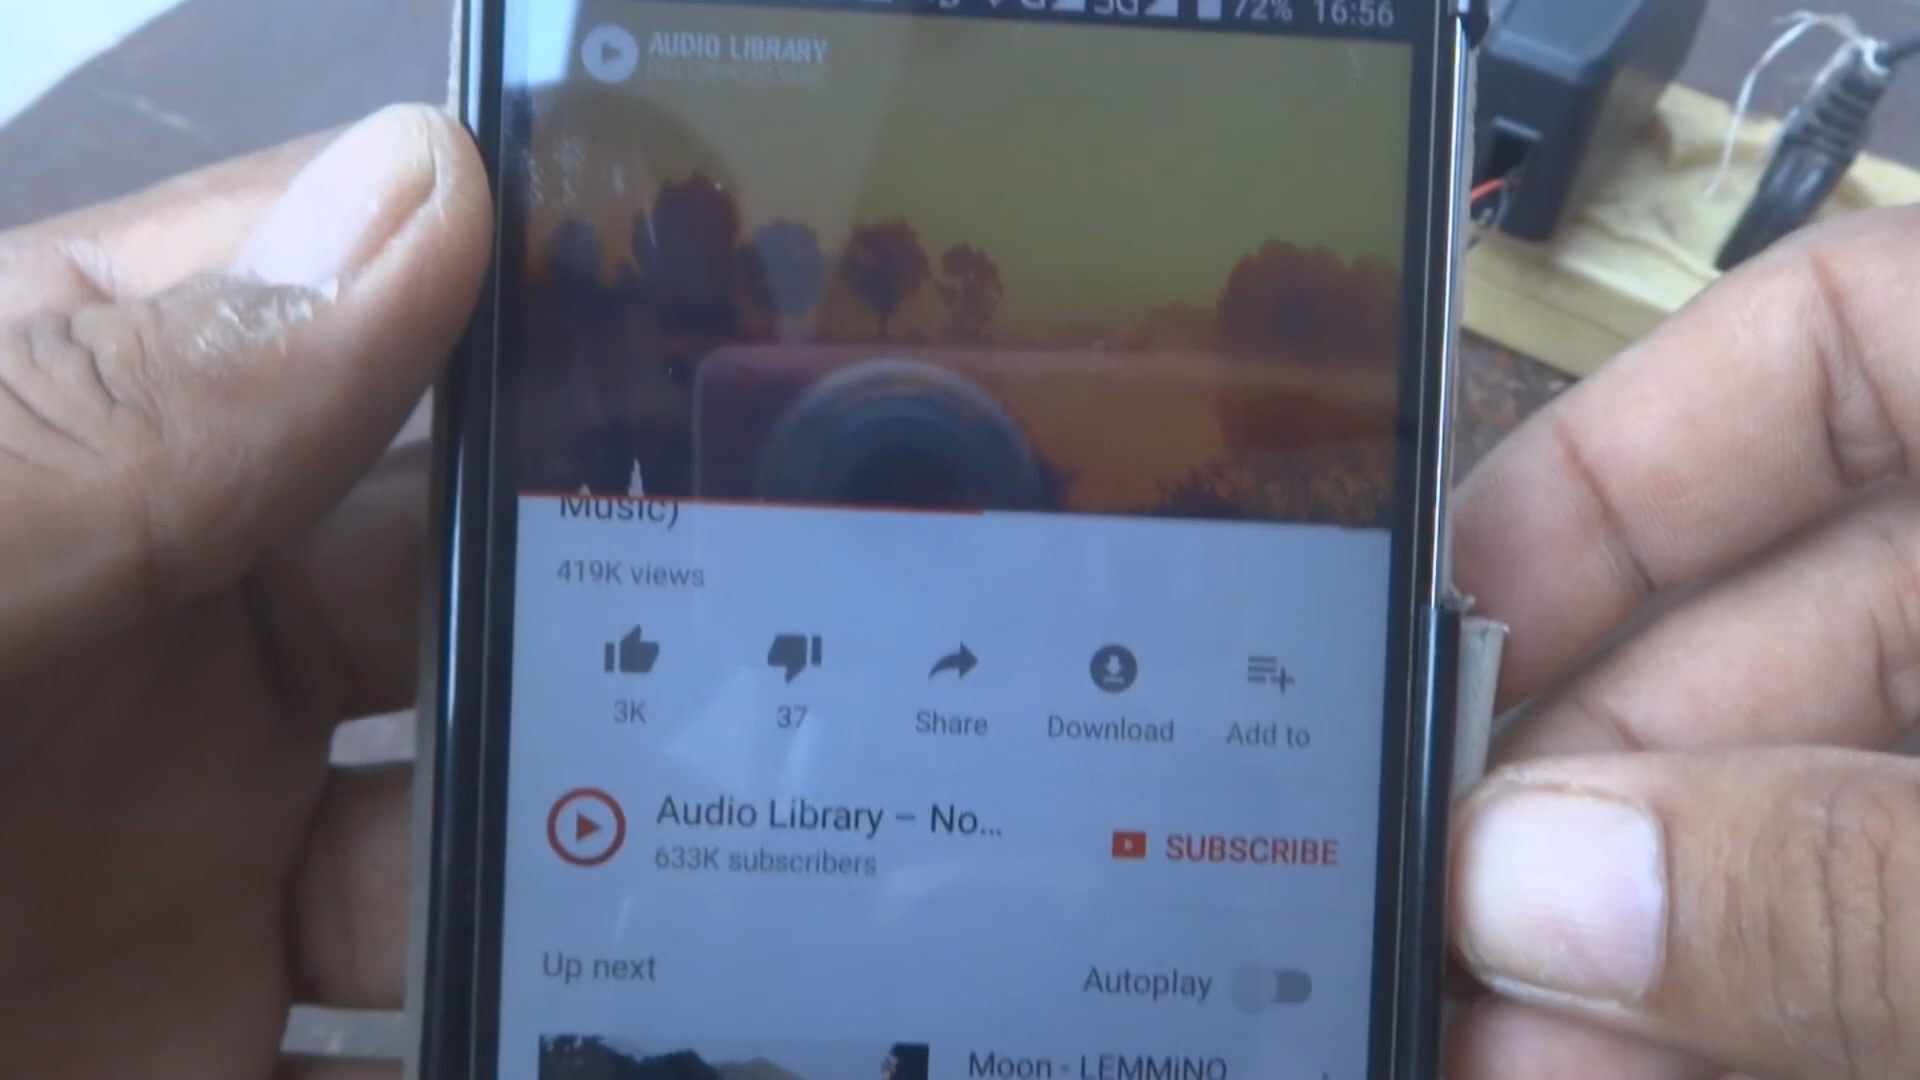 72% 16:56
AUDIO LIBRARY
Music)
419K views
3K
37
Share
Download
Add to
Audio Library – No...
633K subscribers
SUBSCRIBE
Up next
Autoplay
Moon - LEMMiNO